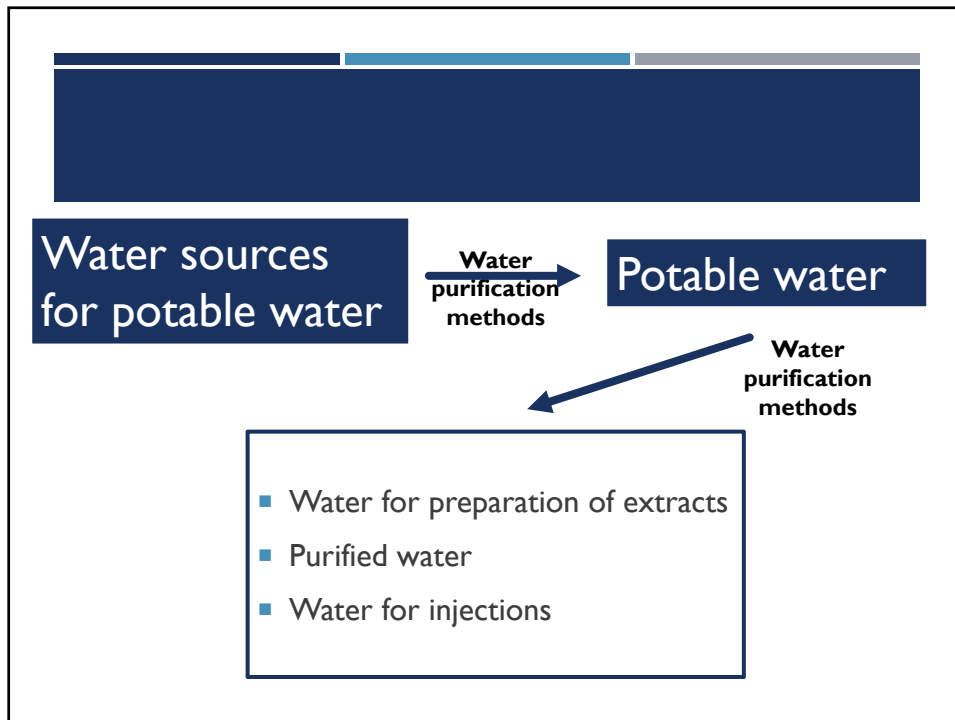 Water sources
for potable water
Water
purification
methods
Potable water
Water
purification
methods
Water for preparation of extracts
Purified water
Water for injections